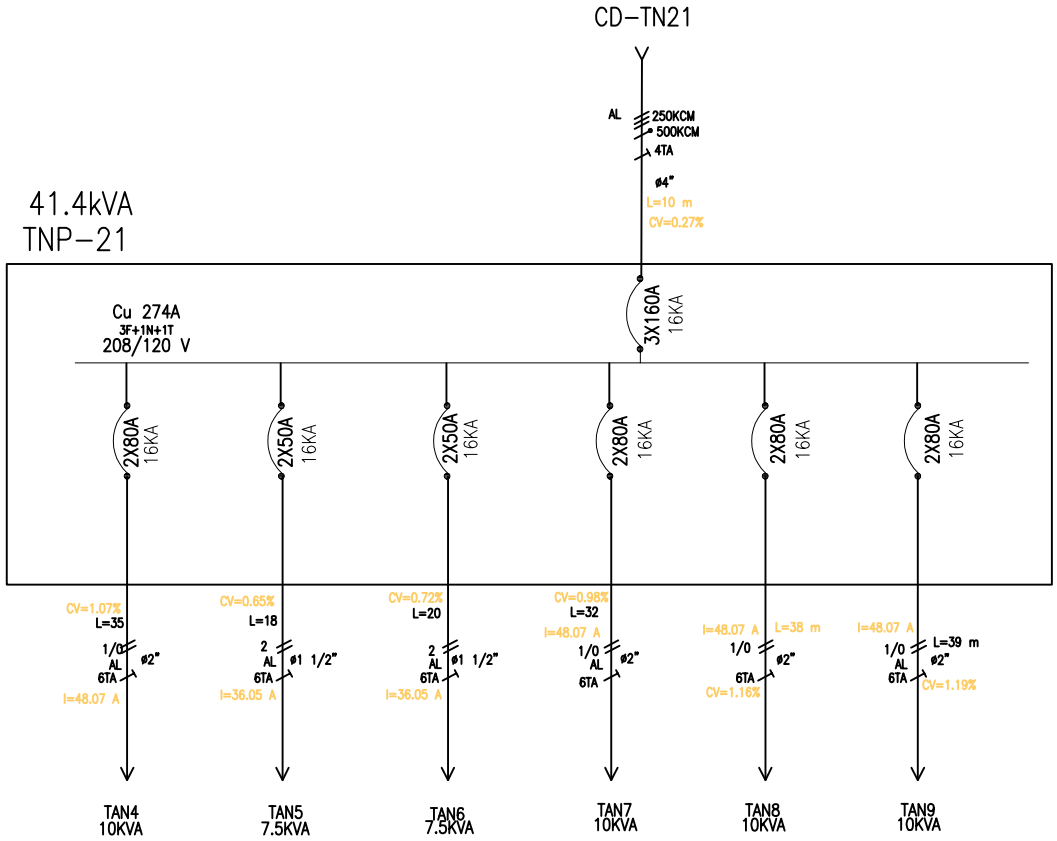 CD-TN21
AL
250KCM
500KCM
4TA
ø4"
L=10 m
CV=0.27%
41.4kVA
TNP-21
3X160A
16KA
Cu 274A
3F+1N+1T
208/120 V
2X80A
16KA
2X50A
16KA
2X50A
16KA
2X80A
16KA
2X80A
16KA
2X80A
16KA
CV=1.07%
L=35
1/0
AL
ø2"
6TA
I=48.07 A
TAN4
10KVA
CV=0.65%
L=18
2
AL
ø1 1/2"
6TA
I=36.05 A
TAN5
7.5KVA
CV=0.72%
L=20
2
AL
ø1 1/2"
6TA
I=36.05 A
TAN6
7.5KVA
CV=0.98%
L=32
I=48.07 A
1/0
AL
ø2"
6TA
TAN7
10KVA
I=48.07 A
L=38 m
1/0
ø2"
6TA
CV=1.16%
TAN8
10KVA
I=48.07 A
L=39 m
1/0
AL
ø2"
6TA
CV=1.19%
TAN9
10KVA